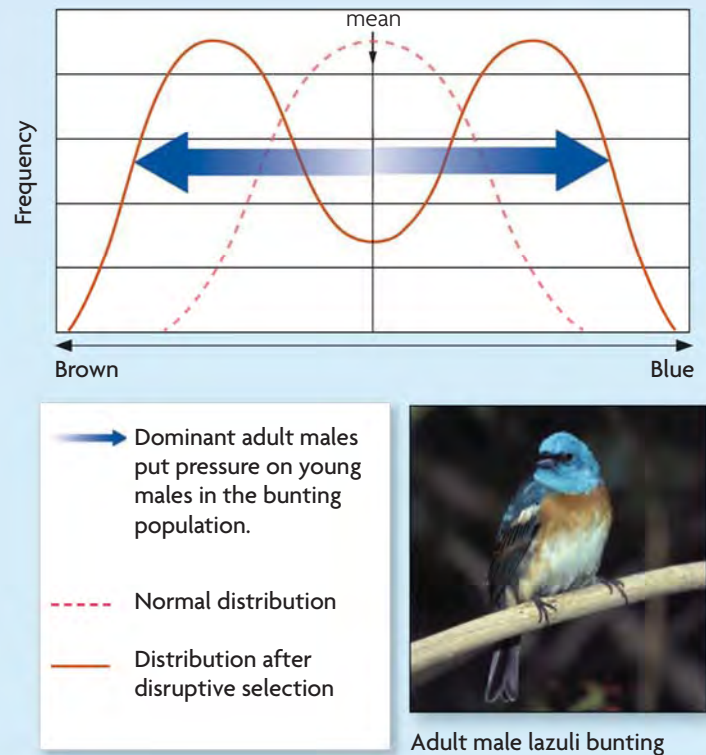 mean
Frequency
Brown
Blue
Dominant adult males
put pressure on young
males in the bunting
population.
Normal distribution
Distribution after
disruptive selection
Adult male lazuli bunting